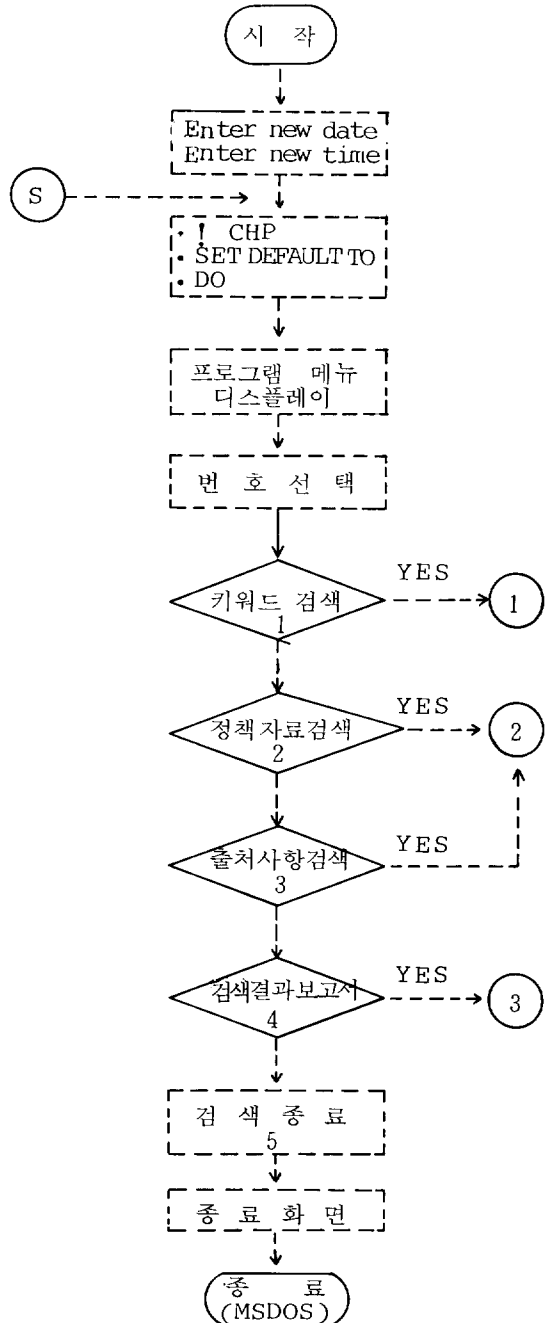 시 작
Enter new date
Enter new time
S
. ! CHP
. SET DEFAULT TO
. DO
프로그램 메뉴
디스플레이
번 호 선 택
키워드 검색
1
YES
1
정책자료검색
2
YES
2
출처사항검색
3
YES
검색결과보고서
4
YES
3
검 색 종 료
5
종 료 화 면
종 료
(MSDOS)